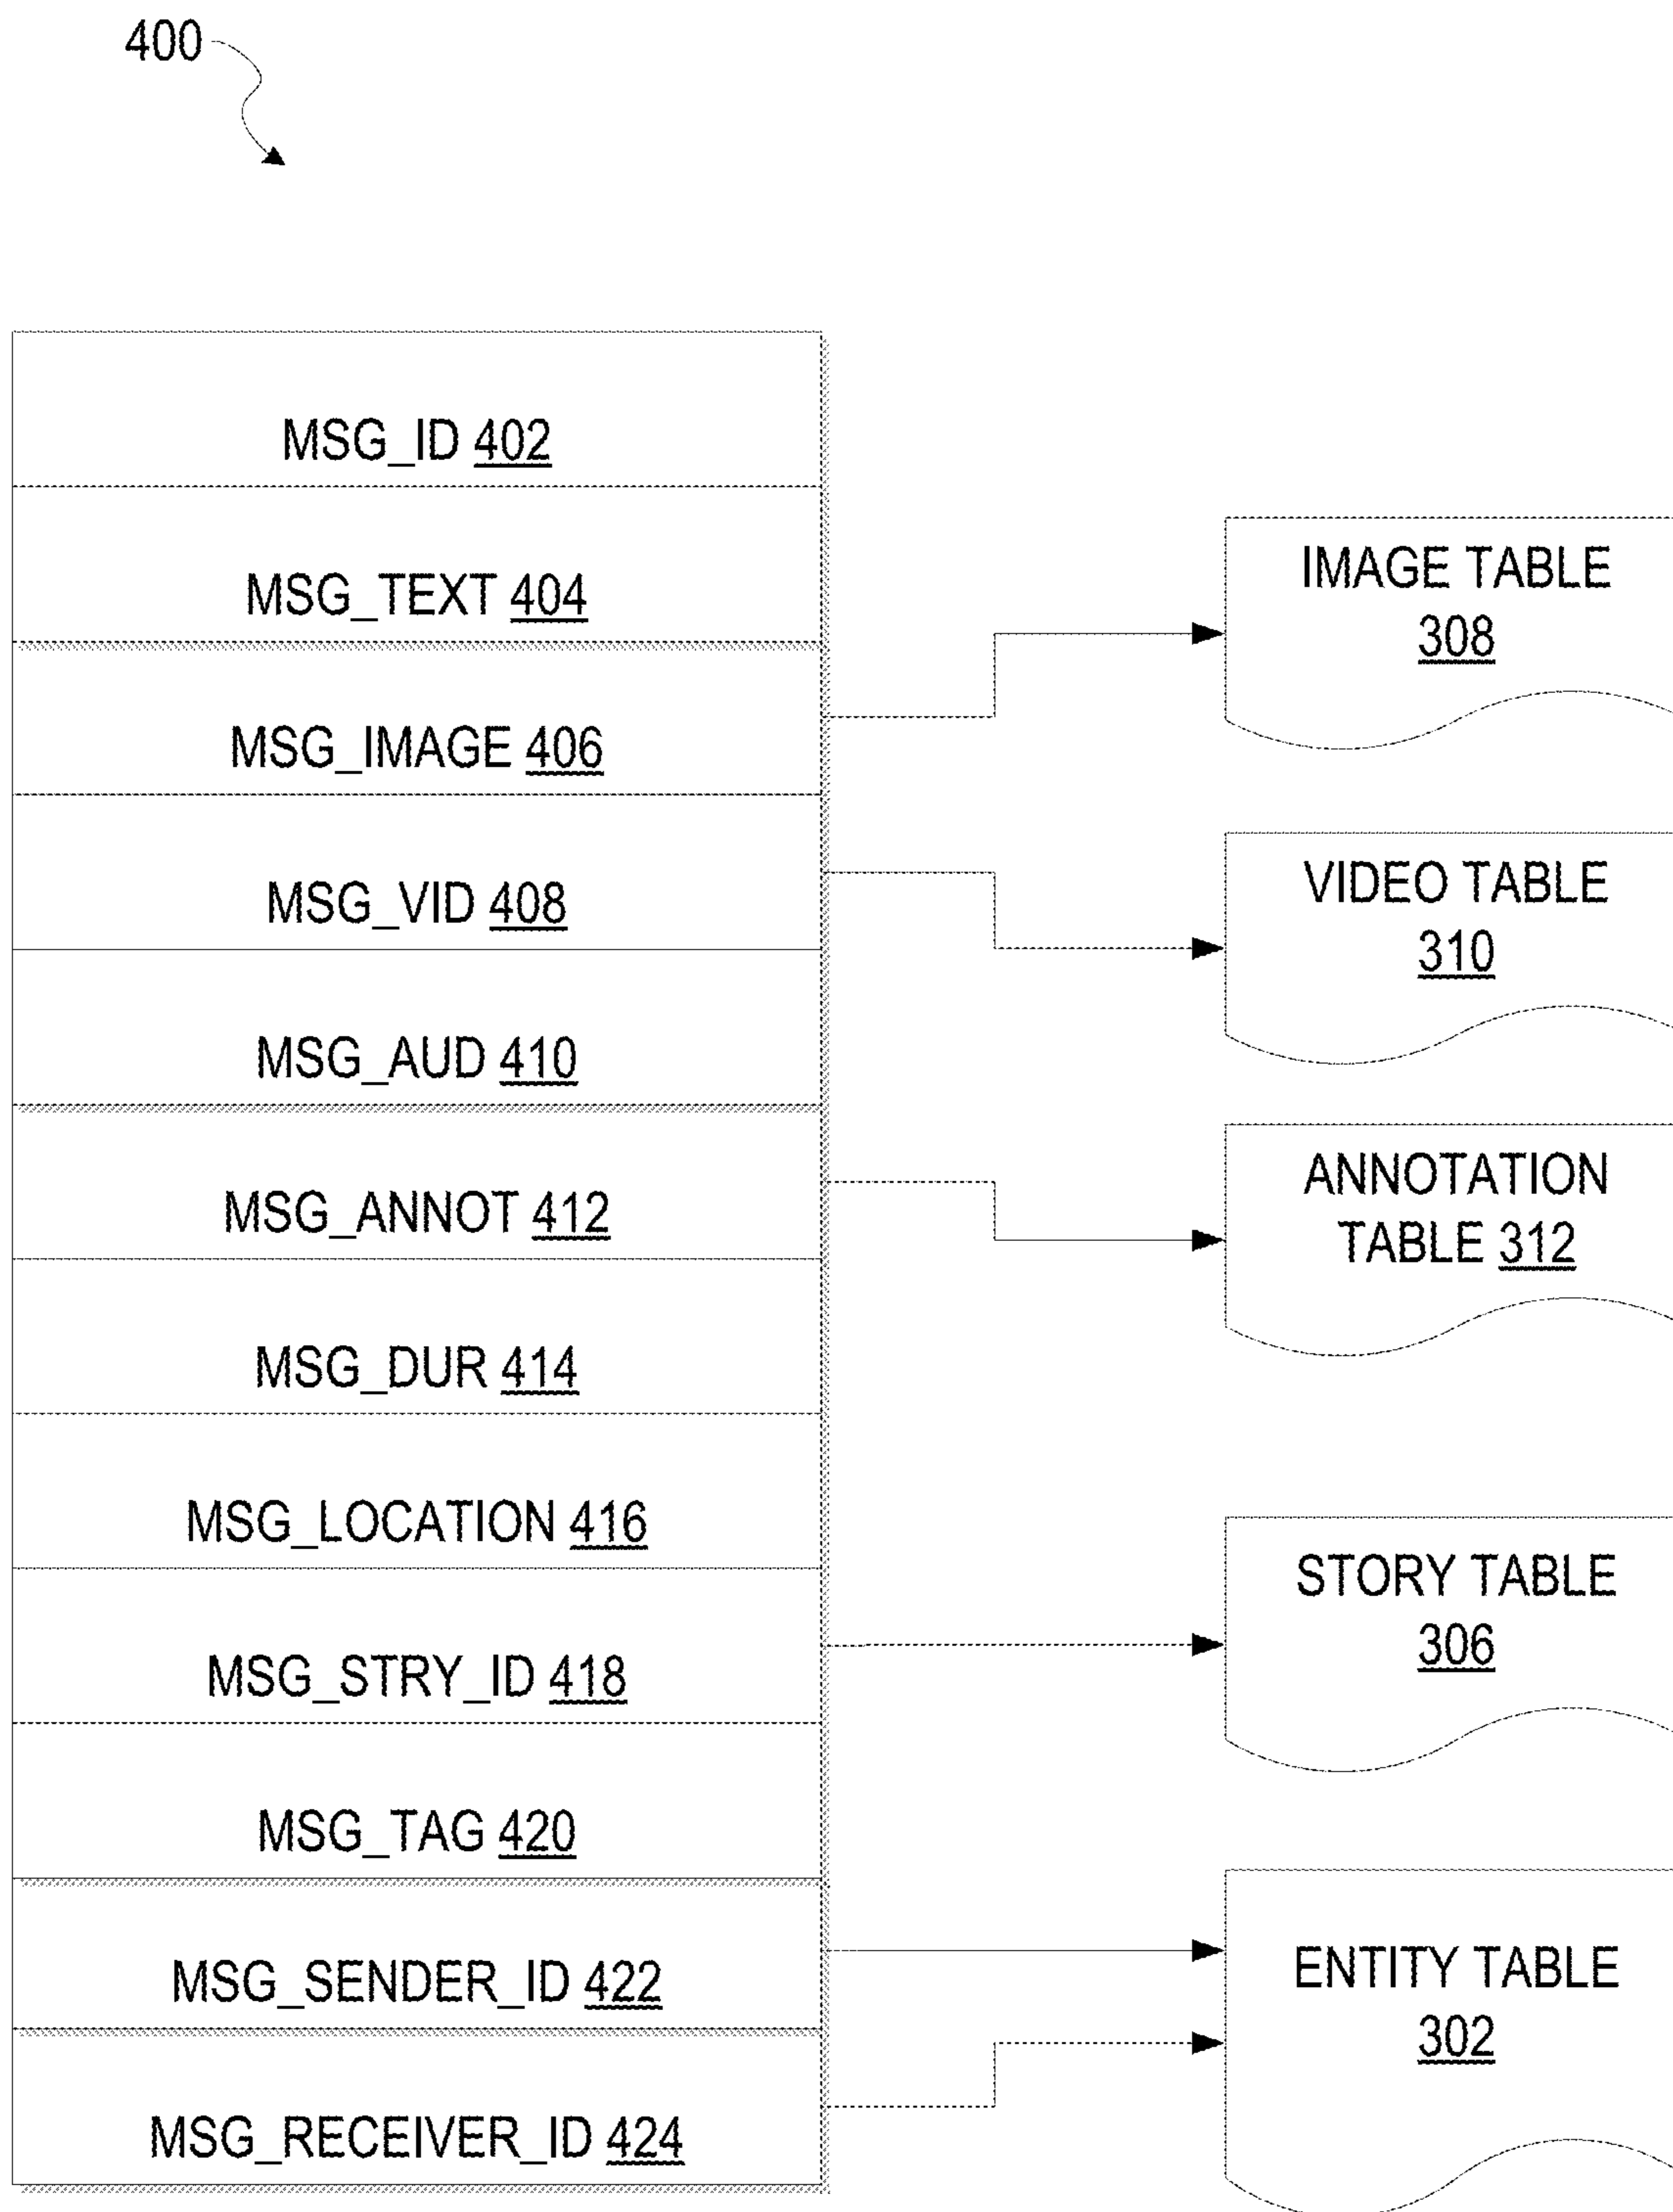 400
MSG_ID 402
MSG_TEXT 404
MSG_IMAGE 406
MSG_VID 408
MSG_AUD 410
MSG_ANNOT 412
MSG_DUR 414
MSG_LOCATION 416
MSG_STRY_ID 418
MSG_TAG 420
MSG_SENDER_ID 422
MSG_RECEIVER_ID 424
IMAGE TABLE
308
VIDEO TABLE
310
ANNOTATION
TABLE 312
STORY TABLE
306
ENTITY TABLE
302